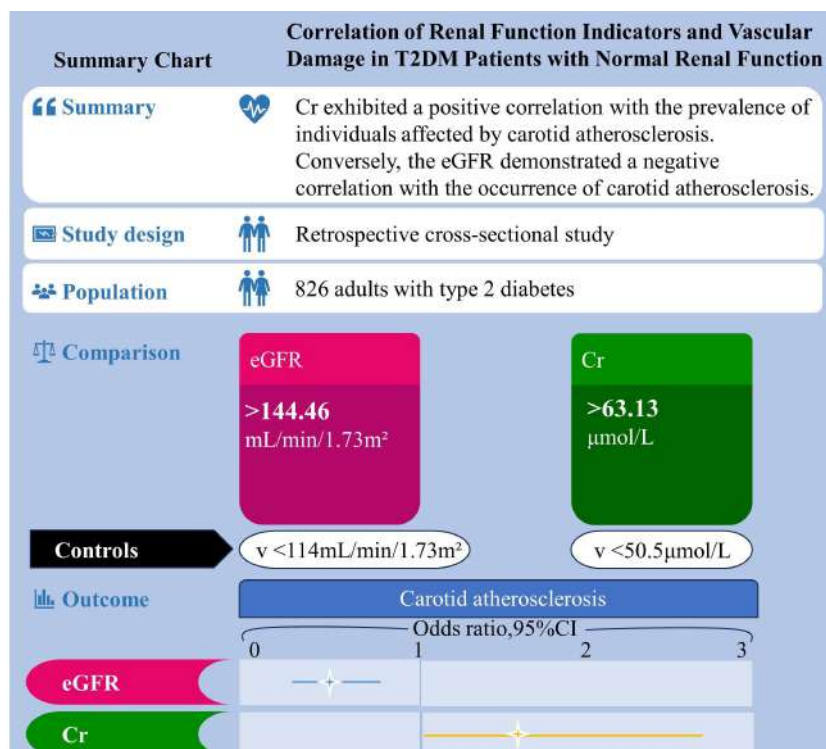 Summary Chart
Correlation of Renal Function Indicators and Vascular
Damage in T2DM Patients with Normal Renal Function
Summary
Cr exhibited a positive correlation with the prevalence of
individuals affected by carotid atherosclerosis.
Conversely, the eGFR demonstrated a negative
correlation with the occurrence of carotid atherosclerosis.
Study design
Retrospective cross-sectional study
Population
826 adults with type 2 diabetes
Comparison
eGFR
>144.46
mL/min/1.73m²
Cr
>63.13
μmol/L
Controls
v <114mL/min/1.73m²
v <50.5μmol/L
Outcome
Carotid atherosclerosis
Odds ratio,95%CI
0 1 2 3
eGFR
Cr